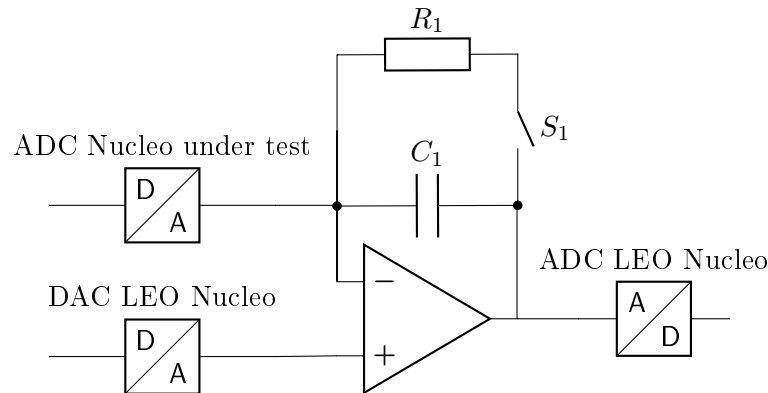 R1
S1
ADC Nucleo under test
C1
D
A
ADC LEO Nucleo
DAC LEO Nucleo
−
A
D
D
A
+